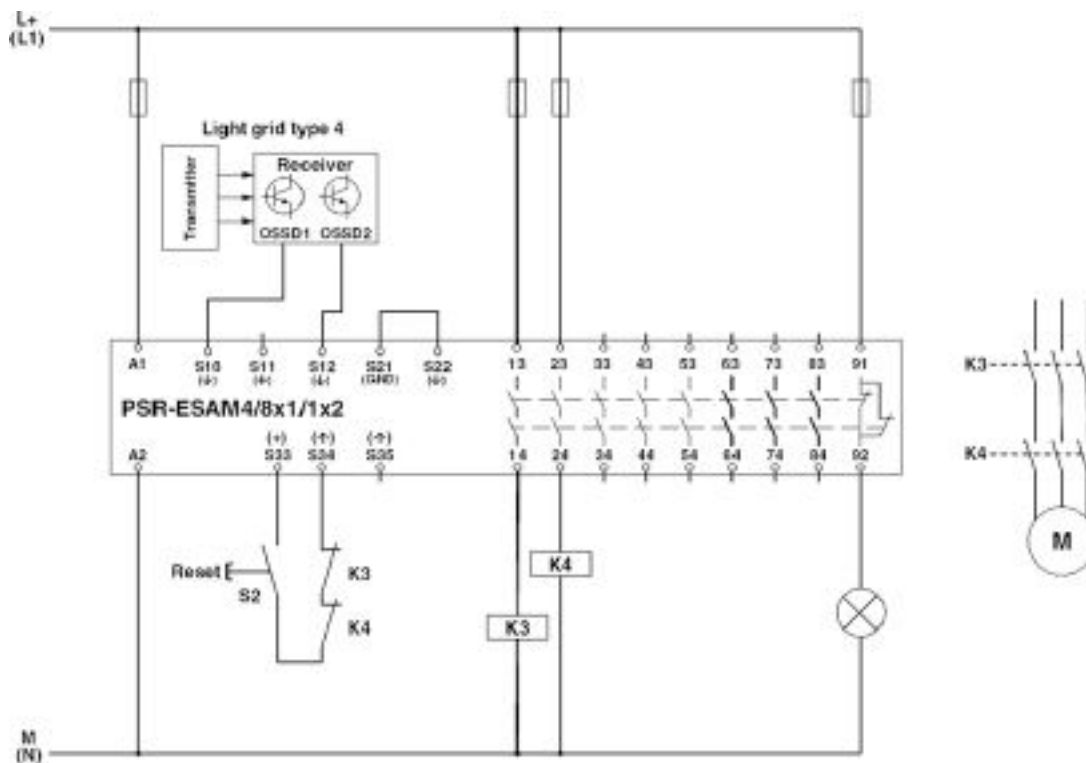 L+
(L1)
Light grid type 4
Transmitter
Receiver
OSSD1 OSSD2
A1 S10 S11 S12 S21 S22 13 23 33 43 53 63 73 83 91
(GND)
PSR-ESAM4/8x1/1x2
(+)
A2 S33 S34 S35 14 24 34 44 54 64 74 84 92
K3
K4
M
Reset
S2
K3
K4
K4
K3
M
(N)